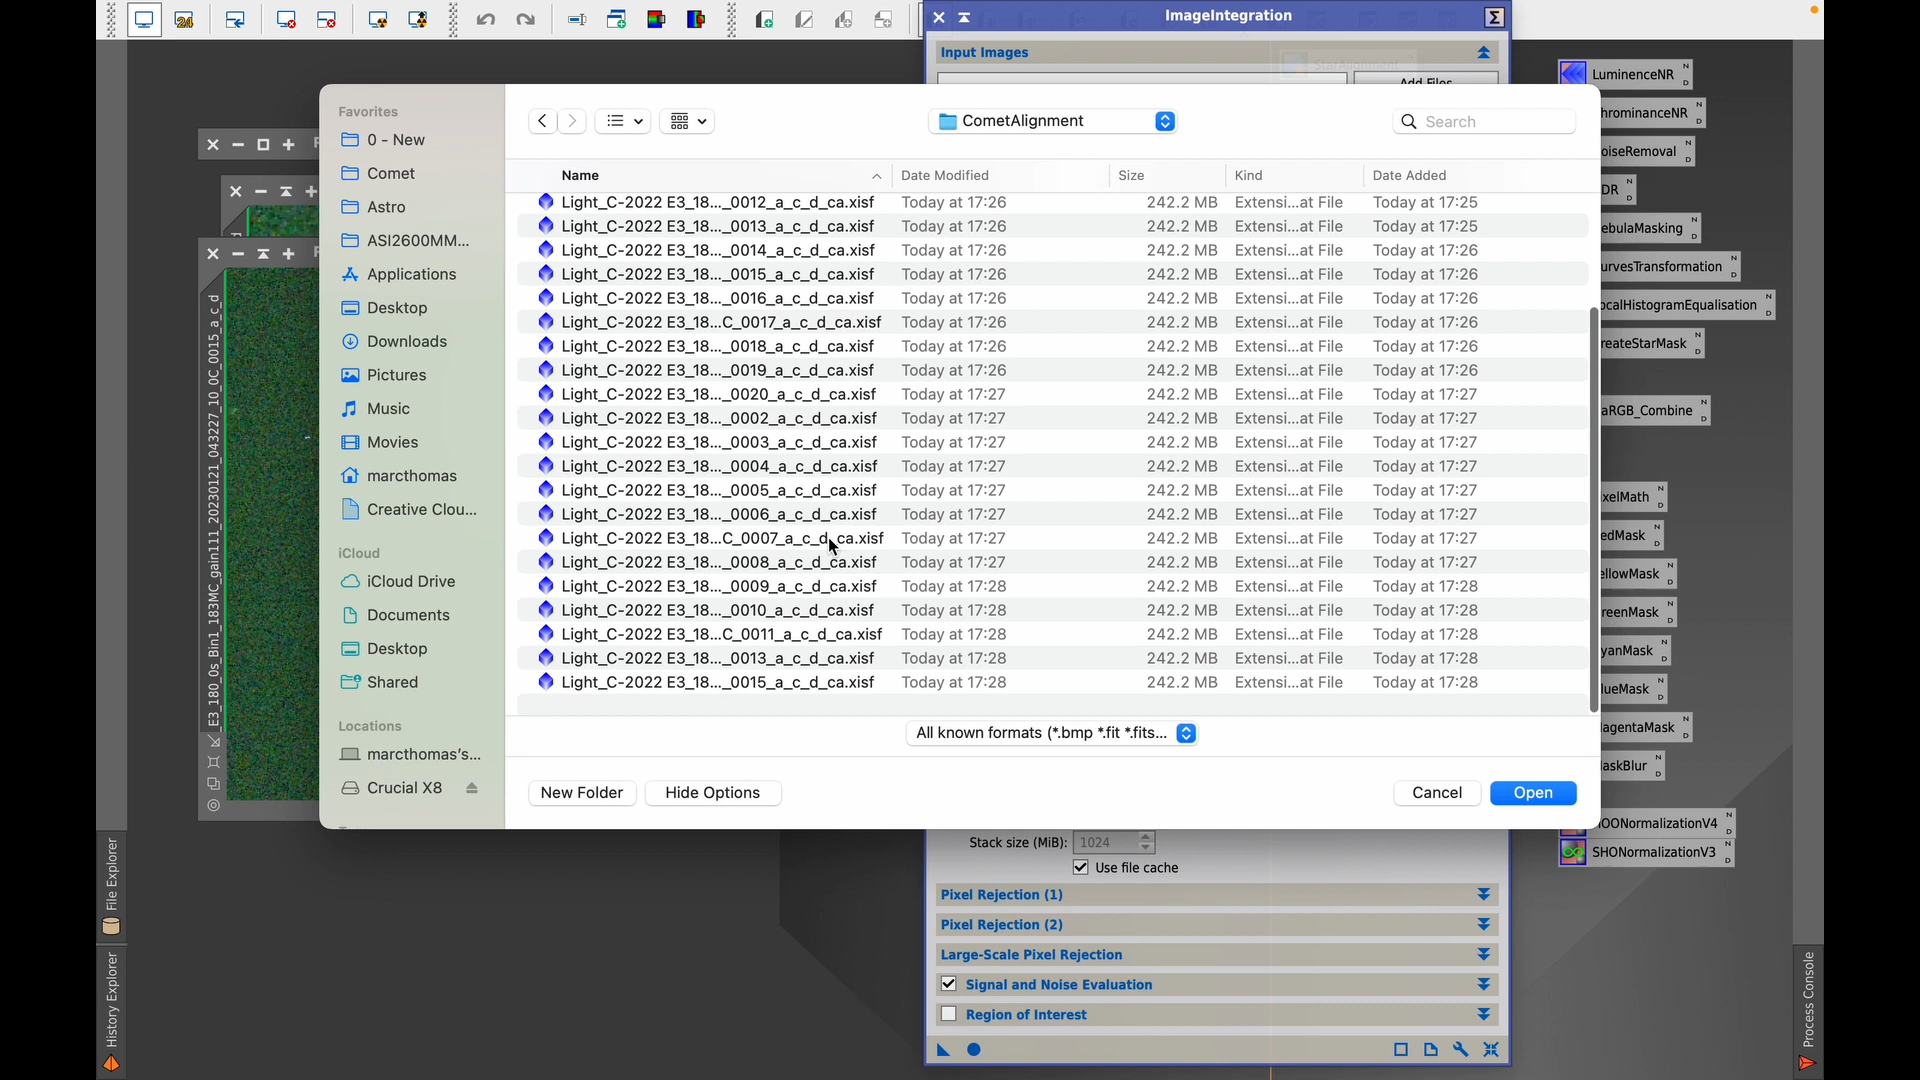 24
ImageIntegration
Σ
Input Images
StarAlignment
Add Files
Favorites
0 - New
Comet
Astro
ASI2600MM...
Applications
Desktop
Downloads
Pictures
Music
Movies
marcthomas
Creative Clou...
iCloud
iCloud Drive
Documents
Desktop
Shared
Locations
marcthomas's...
Crucial X8
CometAlignment
Search
Name Date Modified Size Kind Date Added
Light_C-2022 E3_18..._0012_a_c_d_ca.xisf Today at 17:26 242.2 MB Extensi...at File Today at 17:25
Light_C-2022 E3_18..._0013_a_c_d_ca.xisf Today at 17:26 242.2 MB Extensi...at File Today at 17:25
Light_C-2022 E3_18..._0014_a_c_d_ca.xisf Today at 17:26 242.2 MB Extensi...at File Today at 17:26
Light_C-2022 E3_18..._0015_a_c_d_ca.xisf Today at 17:26 242.2 MB Extensi...at File Today at 17:26
Light_C-2022 E3_18..._0016_a_c_d_ca.xisf Today at 17:26 242.2 MB Extensi...at File Today at 17:26
Light_C-2022 E3_18...C_0017_a_c_d_ca.xisf Today at 17:26 242.2 MB Extensi...at File Today at 17:26
Light_C-2022 E3_18..._0018_a_c_d_ca.xisf Today at 17:26 242.2 MB Extensi...at File Today at 17:26
Light_C-2022 E3_18..._0019_a_c_d_ca.xisf Today at 17:26 242.2 MB Extensi...at File Today at 17:26
Light_C-2022 E3_18..._0020_a_c_d_ca.xisf Today at 17:27 242.2 MB Extensi...at File Today at 17:27
Light_C-2022 E3_18..._0002_a_c_d_ca.xisf Today at 17:27 242.2 MB Extensi...at File Today at 17:27
Light_C-2022 E3_18..._0003_a_c_d_ca.xisf Today at 17:27 242.2 MB Extensi...at File Today at 17:27
Light_C-2022 E3_18..._0004_a_c_d_ca.xisf Today at 17:27 242.2 MB Extensi...at File Today at 17:27
Light_C-2022 E3_18..._0005_a_c_d_ca.xisf Today at 17:27 242.2 MB Extensi...at File Today at 17:27
Light_C-2022 E3_18..._0006_a_c_d_ca.xisf Today at 17:27 242.2 MB Extensi...at File Today at 17:27
Light_C-2022 E3_18...C_0007_a_c_d_ca.xisf Today at 17:27 242.2 MB Extensi...at File Today at 17:27
Light_C-2022 E3_18..._0008_a_c_d_ca.xisf Today at 17:27 242.2 MB Extensi...at File Today at 17:27
Light_C-2022 E3_18..._0009_a_c_d_ca.xisf Today at 17:28 242.2 MB Extensi...at File Today at 17:28
Light_C-2022 E3_18..._0010_a_c_d_ca.xisf Today at 17:28 242.2 MB Extensi...at File Today at 17:28
Light_C-2022 E3_18...C_0011_a_c_d_ca.xisf Today at 17:28 242.2 MB Extensi...at File Today at 17:28
Light_C-2022 E3_18..._0013_a_c_d_ca.xisf Today at 17:28 242.2 MB Extensi...at File Today at 17:28
Light_C-2022 E3_18..._0015_a_c_d_ca.xisf Today at 17:28 242.2 MB Extensi...at File Today at 17:28
All known formats (*.bmp *.fit *.fits...
New Folder
Hide Options
Cancel
Open
Stack size (MiB): 1024
Use file cache
Pixel Rejection (1)
Pixel Rejection (2)
Large-Scale Pixel Rejection
Signal and Noise Evaluation
Region of Interest
_E3_180_0s_Bin1_183MC_gain111_20230121_043227_10_0C_0015_a_c_d
File Explorer
History Explorer
Process Console
LuminenceNR
hrominanceNR
oiseRemoval
DR
ebulaMasking
urvesTransformation
ocalHistogramEqualisation
reateStarMask
aRGB_Combine
ixelMath
edMask
ellowMask
reenMask
yanMask
lueMask
agentaMask
askBlur
OONormalizationV4
SHONormalizationV3